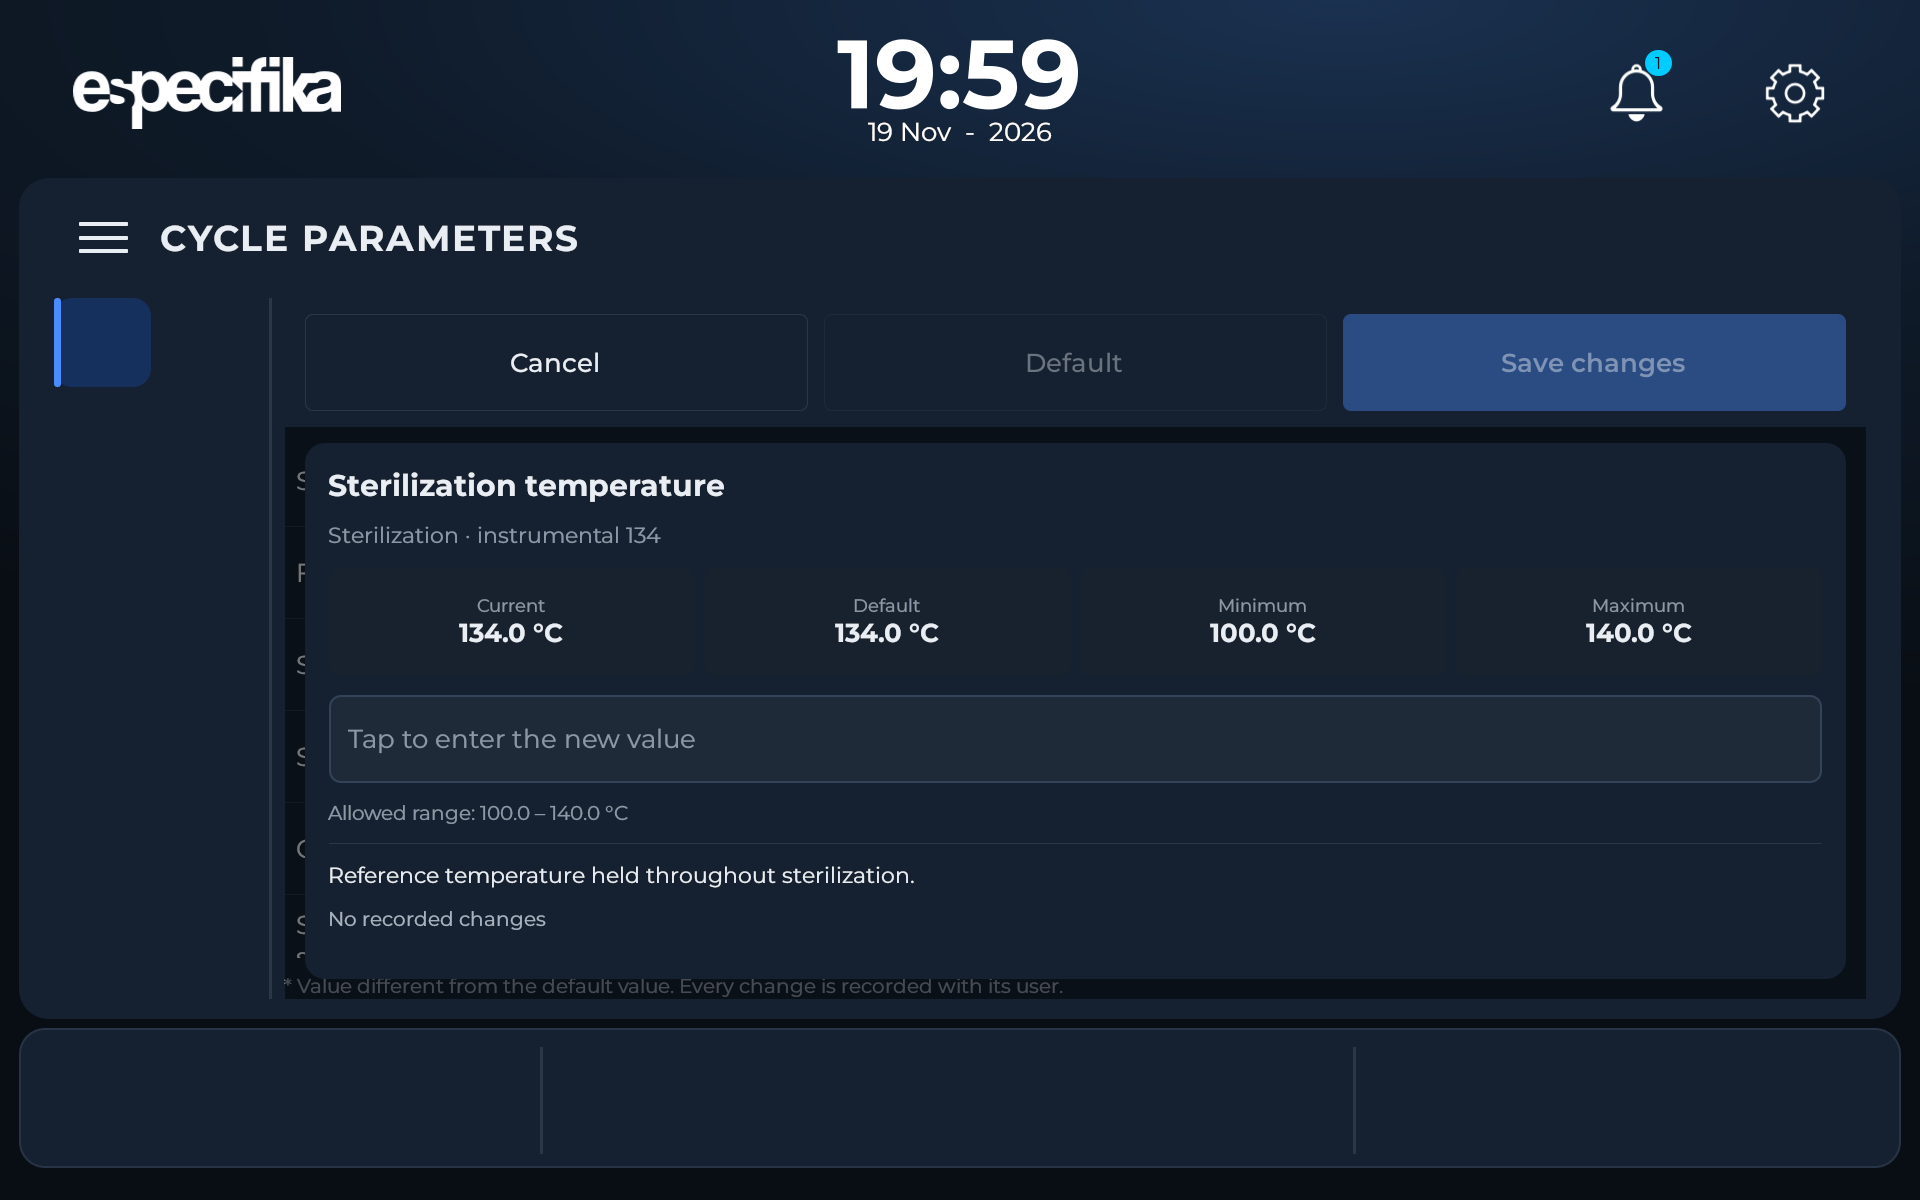 especifika
19:59
19 Nov - 2026
1
CYCLE PARAMETERS
Cancel
Default
Save changes
Sterilization temperature
Sterilization · instrumental 134
Current
134.0 °C
Default
134.0 °C
Minimum
100.0 °C
Maximum
140.0 °C
Tap to enter the new value
Allowed range: 100.0 – 140.0 °C
Reference temperature held throughout sterilization.
No recorded changes
* Value different from the default value. Every change is recorded with its user.